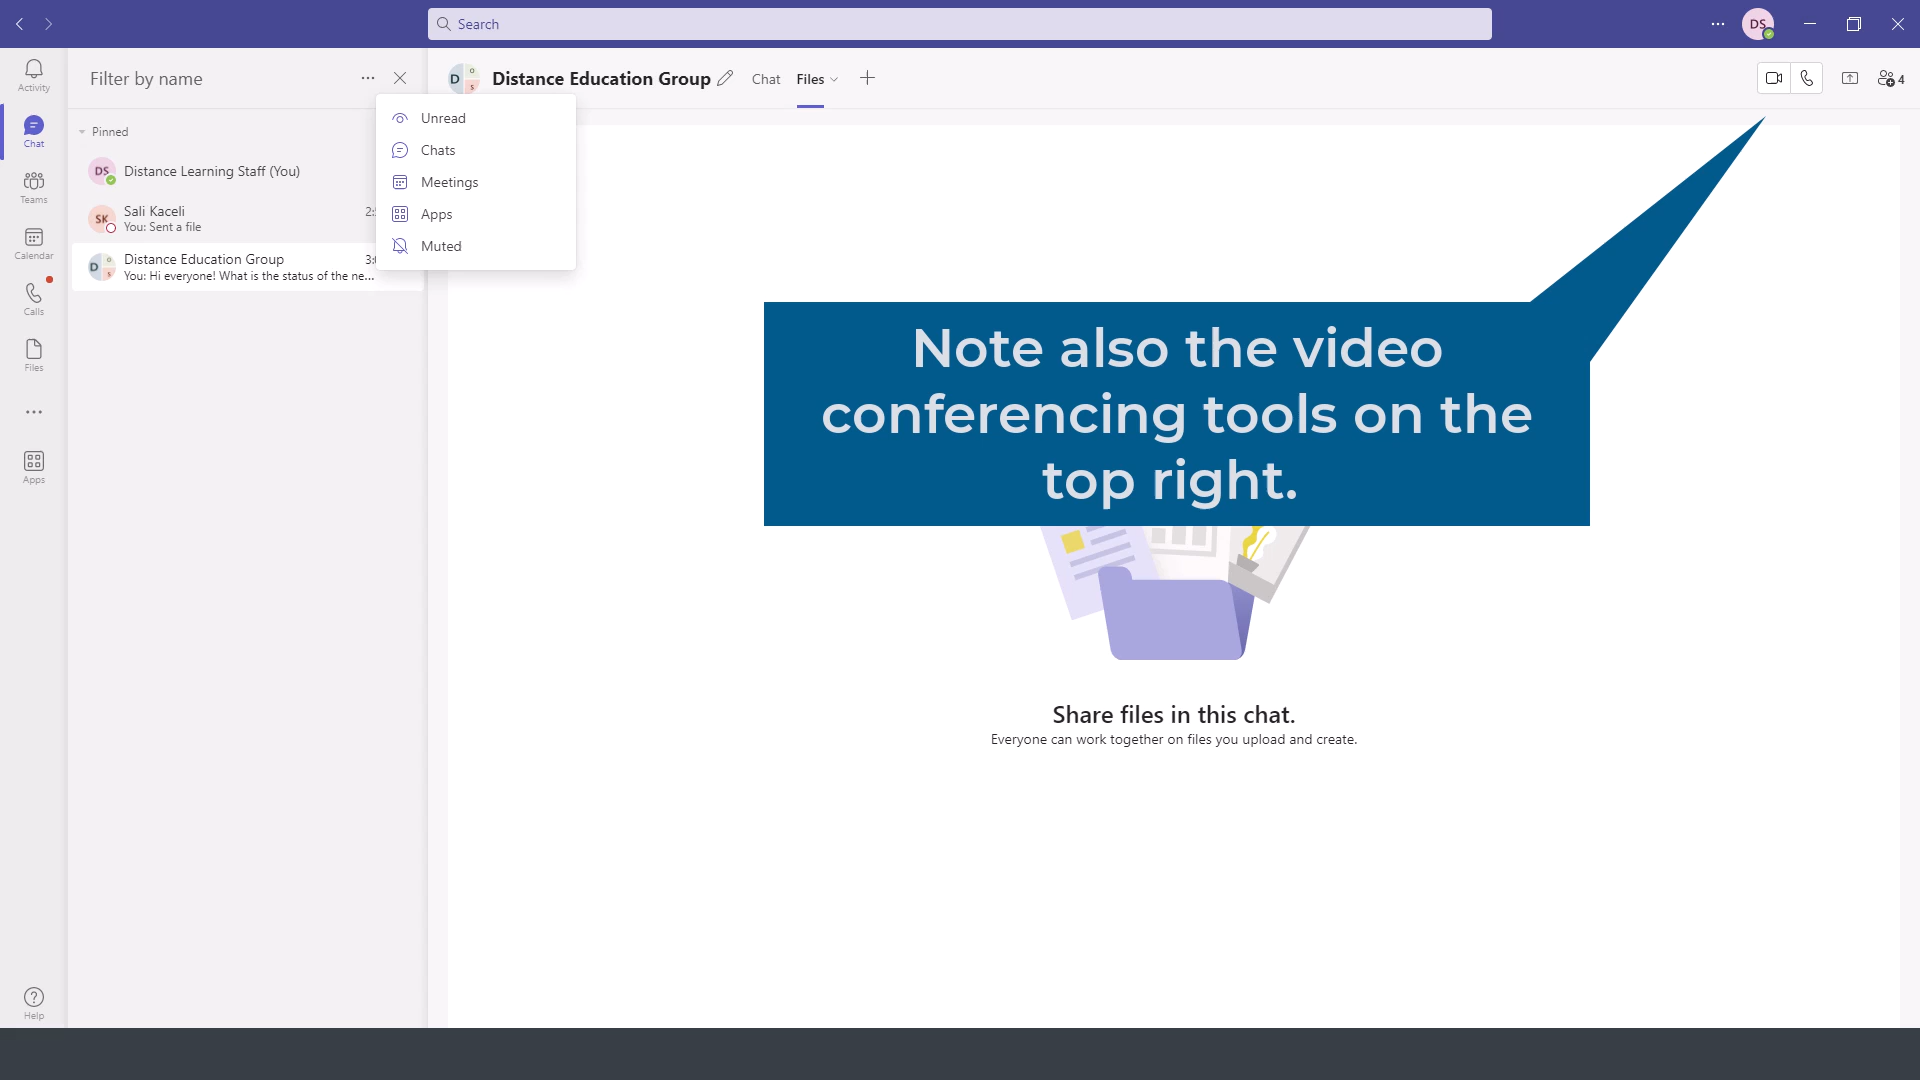 Search
DS
Activity
Chat
Teams
Calendar
Calls
Files
Apps
Help
Filter by name
Pinned
DS
Distance Learning Staff (You)
SK
Sali Kaceli
You: Sent a file
D
O
S
Distance Education Group
You: Hi everyone! What is the status of the ne...
Unread
Chats
Meetings
Apps
Muted
D
O
S
Distance Education Group
Chat
Files
4
Note also the video
conferencing tools on the
top right.
Share files in this chat.
Everyone can work together on files you upload and create.